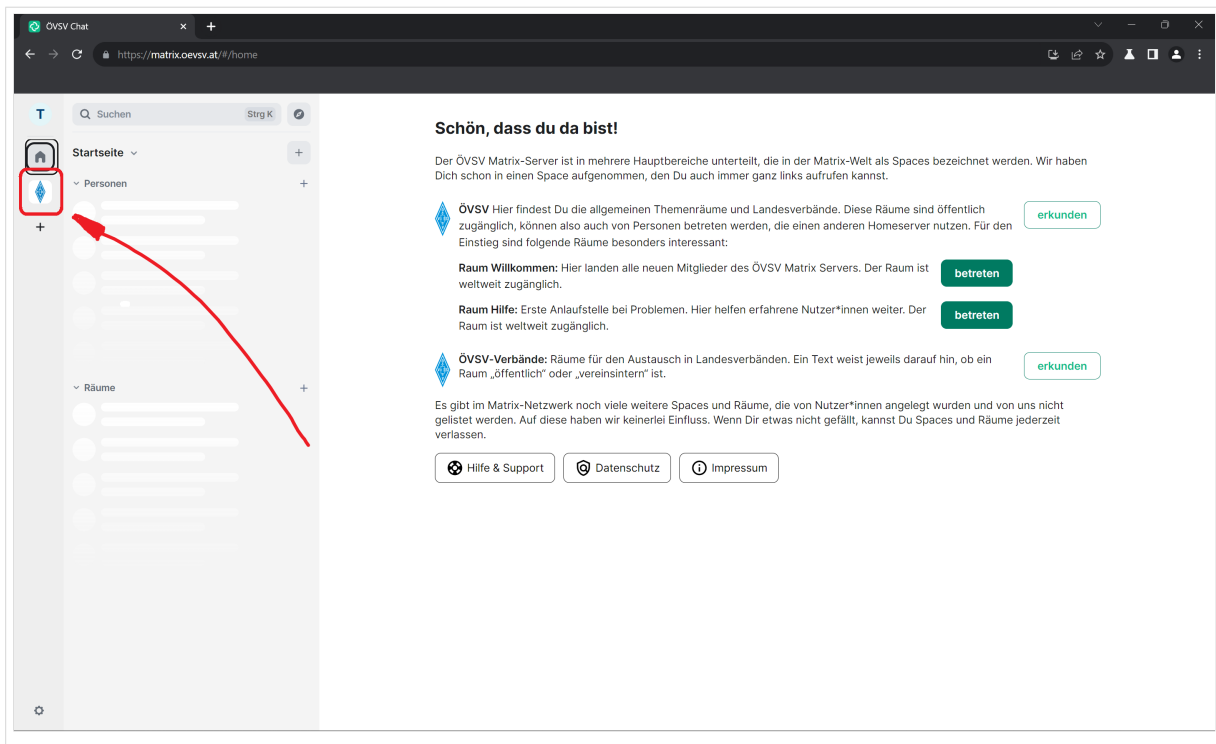 ÖVSV Chat
https://matrix.oevsv.at/#/home
T
Suchen
Strg K
Startseite
Personen
Räume
Schön, dass du da bist!
Der ÖVSV Matrix-Server ist in mehrere Hauptbereiche unterteilt, die in der Matrix-Welt als Spaces bezeichnet werden. Wir haben
Dich schon in einen Space aufgenommen, den Du auch immer ganz links aufrufen kannst.
ÖVSV Hier findest Du die allgemeinen Themenräume und Landesverbände. Diese Räume sind öffentlich
zugänglich, können also auch von Personen betreten werden, die einen anderen Homeserver nutzen. Für den
Einstieg sind folgende Räume besonders interessant:
erkunden
Raum Willkommen: Hier landen alle neuen Mitglieder des ÖVSV Matrix Servers. Der Raum ist
weltweit zugänglich.
betreten
Raum Hilfe: Erste Anlaufstelle bei Problemen. Hier helfen erfahrene Nutzer*innen weiter. Der
Raum ist weltweit zugänglich.
betreten
ÖVSV-Verbände: Räume für den Austausch in Landesverbänden. Ein Text weist jeweils darauf hin, ob ein
Raum „öffentlich" oder „vereinsintern" ist.
erkunden
Es gibt im Matrix-Netzwerk noch viele weitere Spaces und Räume, die von Nutzer*innen angelegt wurden und von uns nicht
gelistet werden. Auf diese haben wir keinerlei Einfluss. Wenn Dir etwas nicht gefällt, kannst Du Spaces und Räume jederzeit
verlassen.
Hilfe & Support
Datenschutz
Impressum